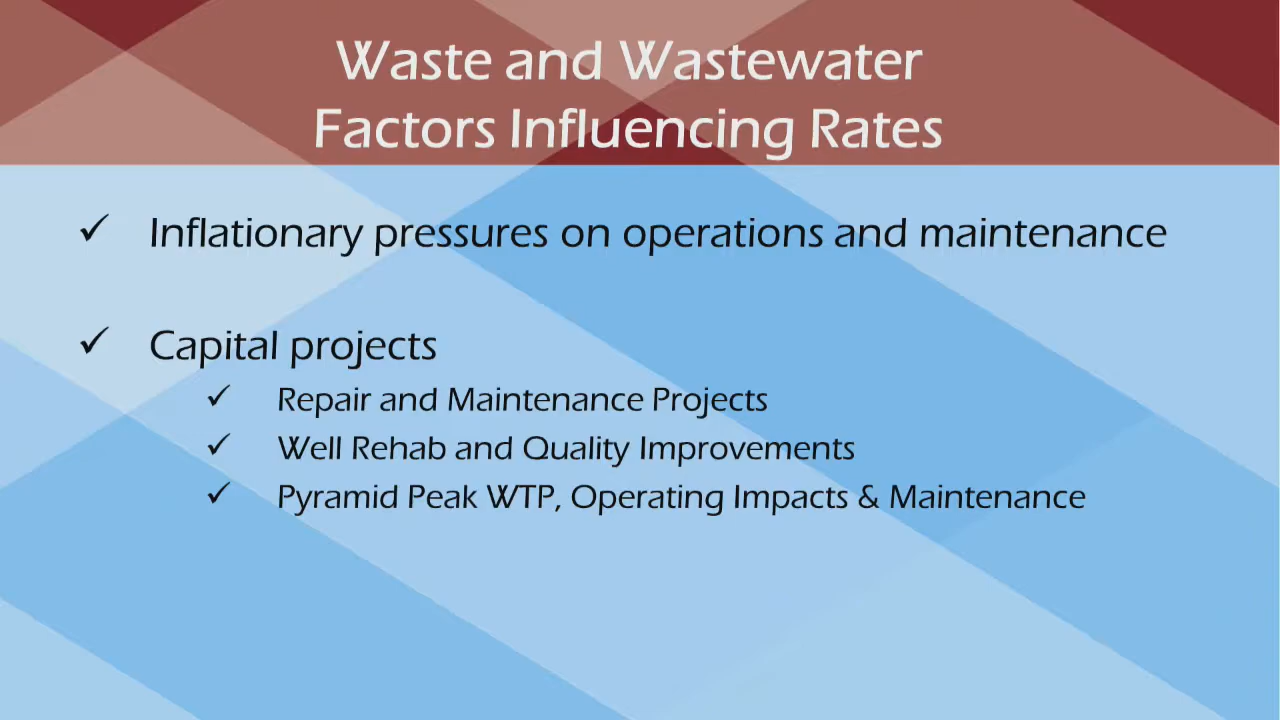 Waste and Wastewater
Factors Influencing Rates
✓ Inflationary pressures on operations and maintenance
✓ Capital projects
✓ Repair and Maintenance Projects
✓ Well Rehab and Quality Improvements
✓ Pyramid Peak WTP, Operating Impacts & Maintenance